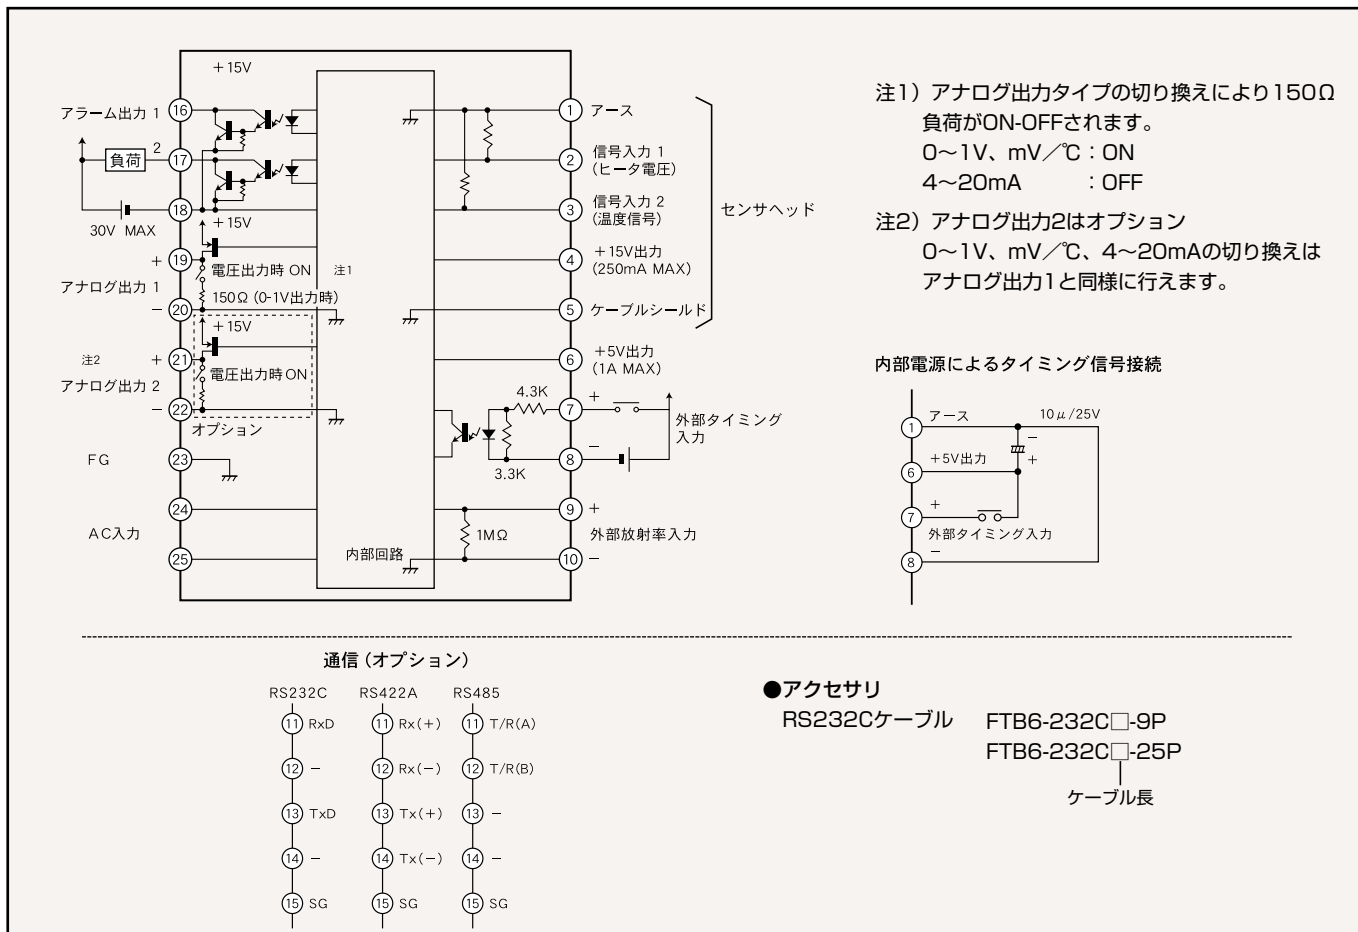 +15V
アラーム出力 1
16
負荷
2
17
18
30V MAX
+15V
+
19
電圧出力時 ON
注1
アナログ出力 1
150Ω (0-1V出力時)
−
20
+15V
注2
+
21
電圧出力時ON
アナログ出力 2
−
22
オプション
FG
23
24
AC入力
25
内部回路
1
アース
2
信号入力 1
(ヒータ電圧)
3
信号入力 2
(温度信号)
センサヘッド
4
+15V出力
(250mA MAX)
5
ケーブルシールド
6
+5V出力
(1A MAX)
4.3K
7
+
外部タイミング
入力
8
−
3.3K
9
+
1MΩ
外部放射率入力
10
−
注1) アナログ出力タイプの切り換えにより150Ω
負荷がON-OFFされます。
0〜1V、mV/℃:ON
4〜20mA :OFF
注2) アナログ出力2はオプション
0〜1V、mV/℃、4〜20mAの切り換えは
アナログ出力1と同様に行えます。
内部電源によるタイミング信号接続
アース
10μ/25V
1
−
+5V出力
+
6
+
7
外部タイミング入力
−
8
通信 (オプション)
RS232C RS422A RS485
11 RxD 11 Rx(+) 11 T/R(A)
12 − 12 Rx(−) 12 T/R(B)
13 TxD 13 Tx(+) 13 −
14 − 14 Tx(−) 14 −
15 SG 15 SG 15 SG
●アクセサリ
RS232Cケーブル FTB6-232C□-9P
FTB6-232C□-25P
ケーブル長